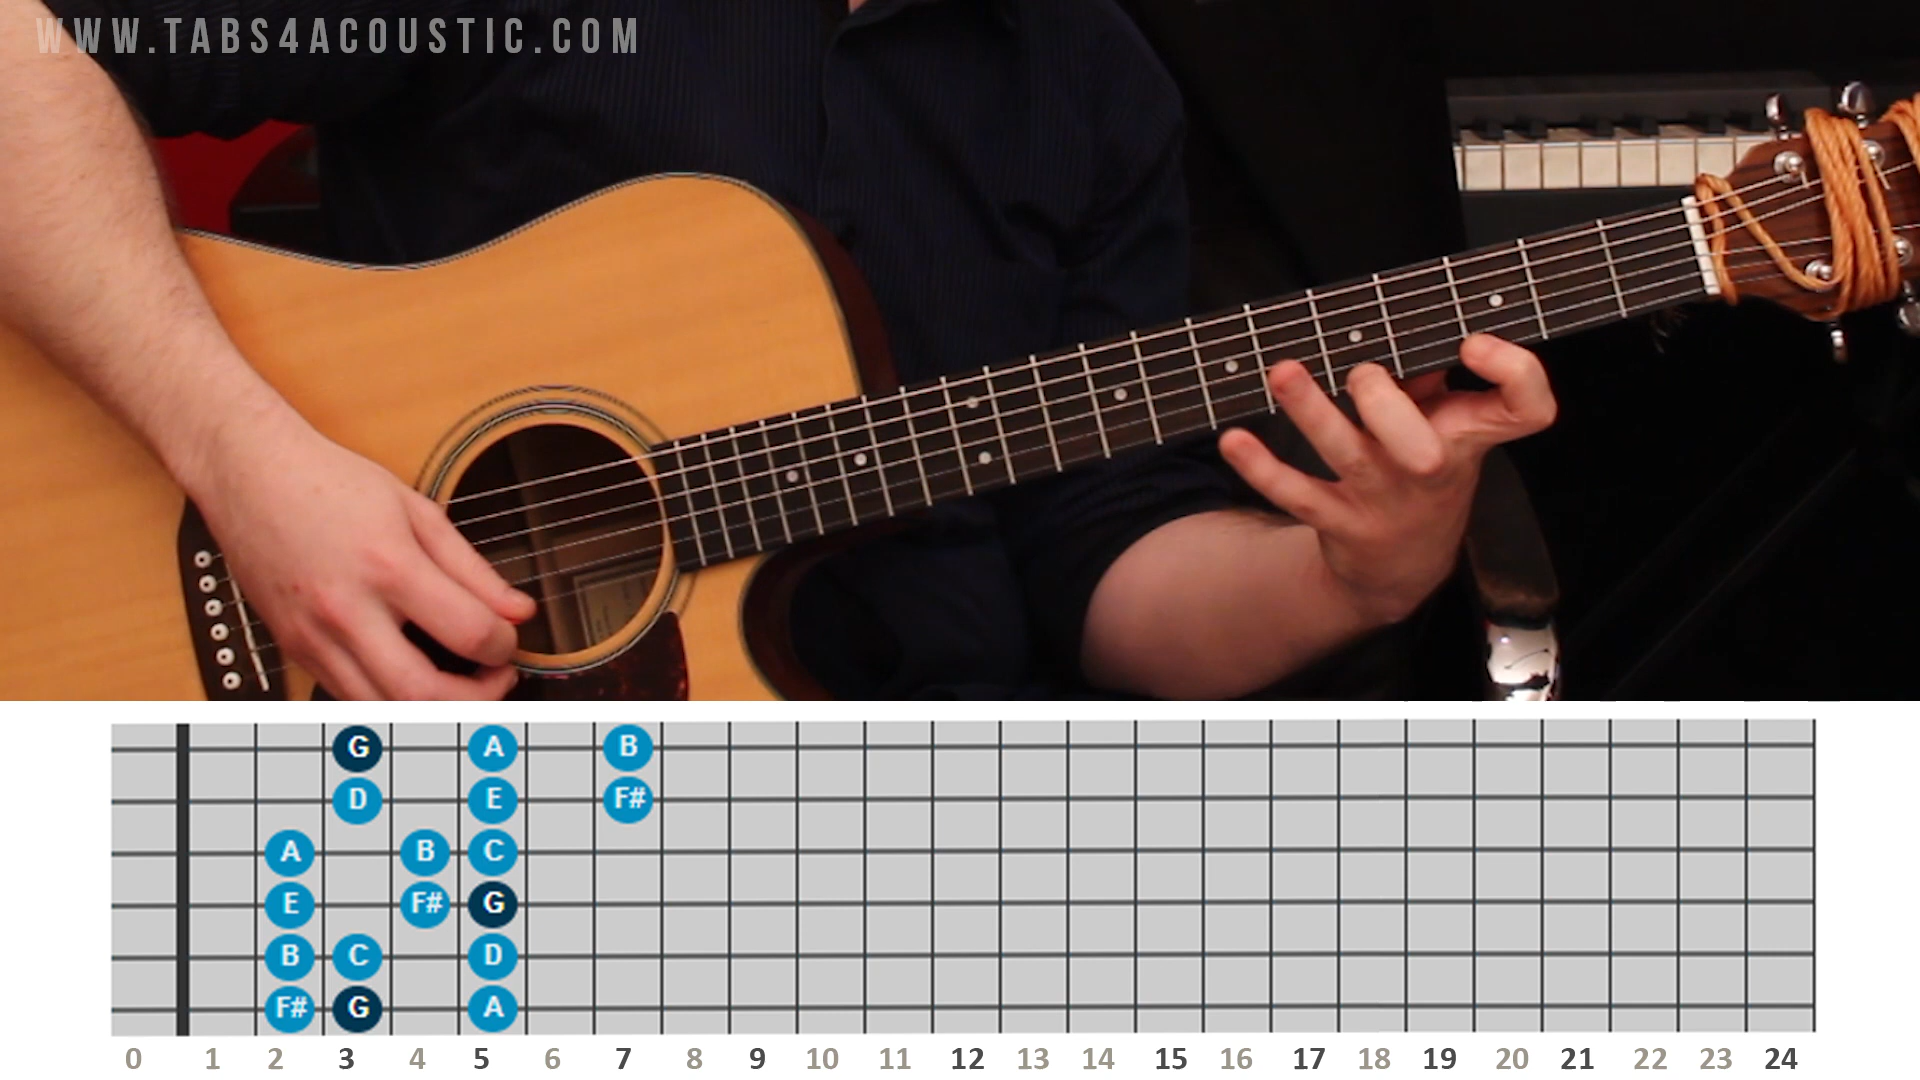 WWW.TABS4ACOUSTIC.COM
G A B
D E F#
A B C
E F# G
B C D
F# G A
0 1 2 3 4 5 6 7 8 9 10 11 12 13 14 15 16 17 18 19 20 21 22 23 24